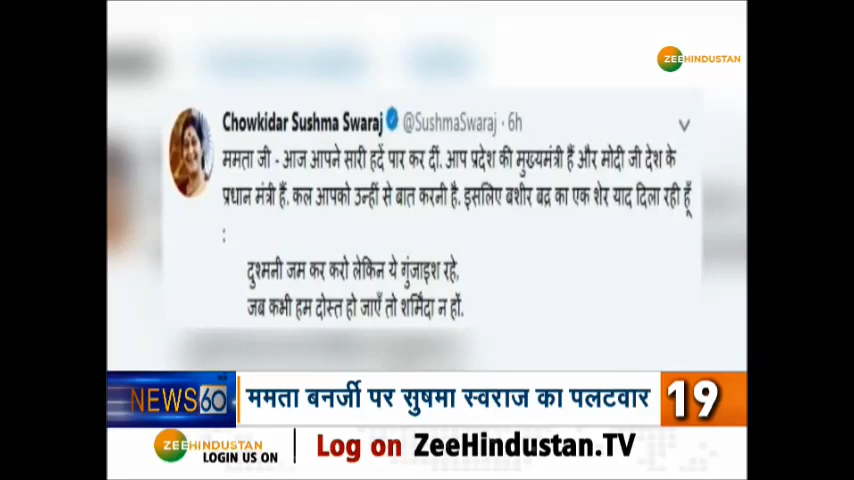 ZEEHINDUSTAN
Chowkidar Sushma Swaraj @SushmaSwaraj · 6h
ममता जी - आज आपने सारी हदें पार कर दीं. आप प्रदेश की मुख्यमंत्री हैं और मोदी जी देश के
प्रधान मंत्री हैं. कल आपको उन्हीं से बात करनी है. इसलिए बशीर बद्र का एक शेर याद दिला रही हूँ
:
दुश्मनी जम कर करो लेकिन ये गुंजाइश रहे,
जब कभी हम दोस्त हो जाएँ तो शर्मिंदा न हों.
NEWS60 ममता बनर्जी पर सुषमा स्वराज का पलटवार 19
ZEEHINDUSTAN
LOGIN US ON Log on ZeeHindustan.TV